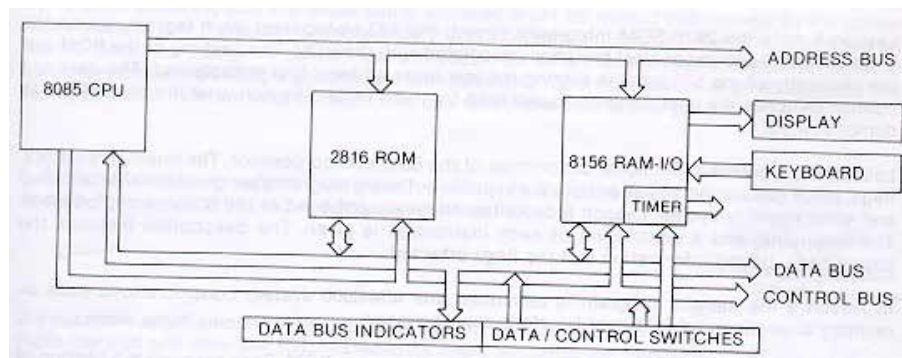 8085 CPU
2816 ROM
8156 RAM-I/O
TIMER
ADDRESS BUS
DISPLAY
KEYBOARD
DATA BUS
CONTROL BUS
DATA BUS INDICATORS
DATA / CONTROL SWITCHES